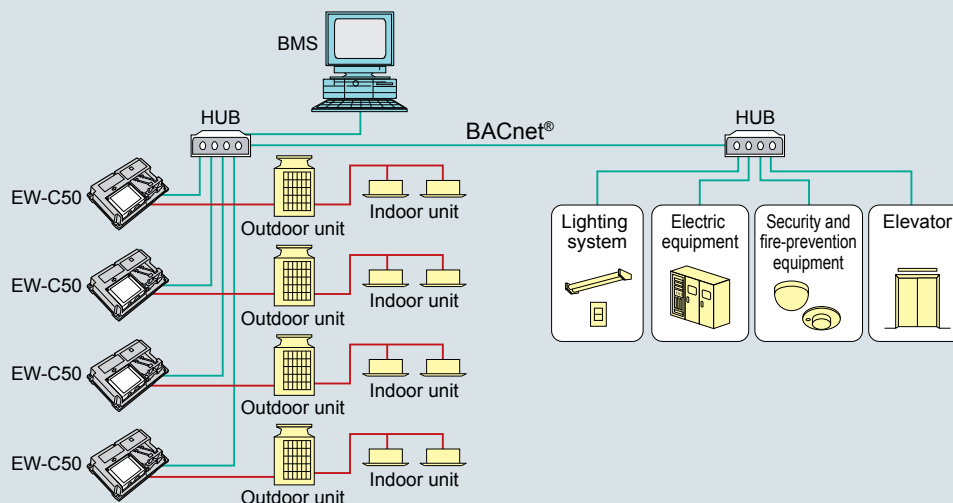 BMS
HUB
BACnet®
HUB
EW-C50
Outdoor unit
Indoor unit
EW-C50
Outdoor unit
Indoor unit
EW-C50
Outdoor unit
Indoor unit
EW-C50
Outdoor unit
Indoor unit
Lighting
system
Electric
equipment
Security and
fire-prevention
equipment
Elevator